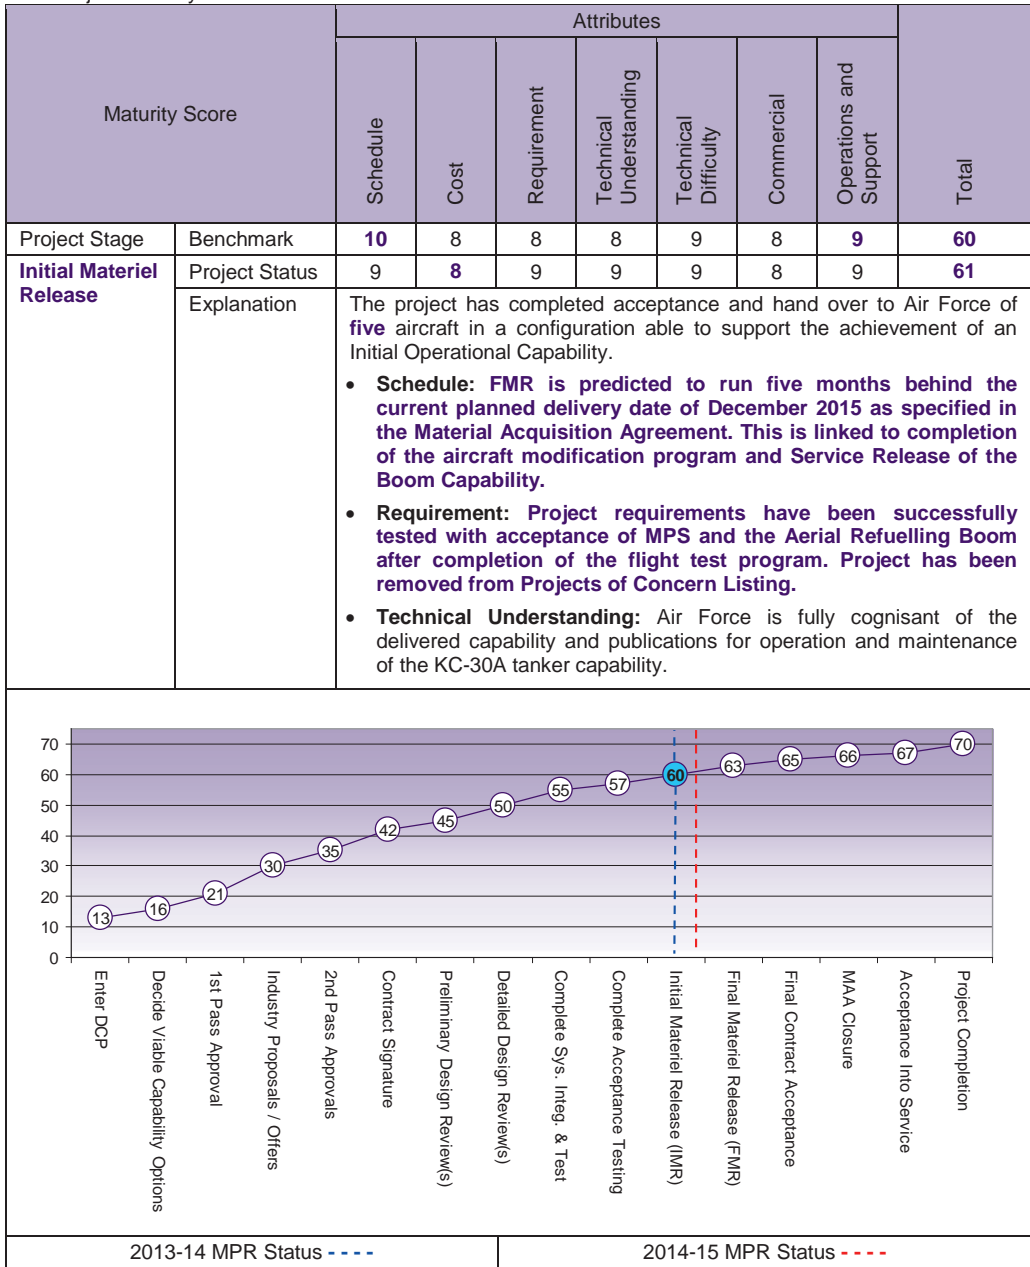 Attributes
Maturity Score
Schedule
Cost
Requirement
Technical
Understanding
Technical
Difficulty
Commercial
Operations and
Support
Total
Project Stage Benchmark 10 8 8 8 9 8 9 60
Initial Materiel
Release
Project Status 9 8 9 9 9 8 9 61
Explanation
The project has completed acceptance and hand over to Air Force of
five aircraft in a configuration able to support the achievement of an
Initial Operational Capability.
• Schedule: FMR is predicted to run five months behind the
current planned delivery date of December 2015 as specified in
the Material Acquisition Agreement. This is linked to completion
of the aircraft modification program and Service Release of the
Boom Capability.
• Requirement: Project requirements have been successfully
tested with acceptance of MPS and the Aerial Refuelling Boom
after completion of the flight test program. Project has been
removed from Projects of Concern Listing.
• Technical Understanding: Air Force is fully cognisant of the
delivered capability and publications for operation and maintenance
of the KC-30A tanker capability.
70
60
50
40
30
20
10
0
13
16
21
30
35
42
45
50
55
57
60
63
65
66
67
70
Enter DCP
Decide Viable Capability Options
1st Pass Approval
Industry Proposals / Offers
2nd Pass Approvals
Contract Signature
Preliminary Design Review(s)
Detailed Design Review(s)
Complete Sys. Integ. & Test
Complete Acceptance Testing
Initial Materiel Release (IMR)
Final Materiel Release (FMR)
Final Contract Acceptance
MAA Closure
Acceptance Into Service
Project Completion
2013-14 MPR Status - - - -
2014-15 MPR Status - - - -